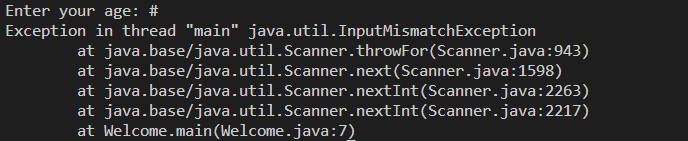 Enter your age: #
Exception in thread "main" java.util.InputMismatchException
at java.base/java.util.Scanner.throwFor(Scanner.java:943)
at java.base/java.util.Scanner.next(Scanner.java:1598)
at java.base/java.util.Scanner.nextInt(Scanner.java:2263)
at java.base/java.util.Scanner.nextInt(Scanner.java:2217)
at Welcome.main(Welcome.java:7)